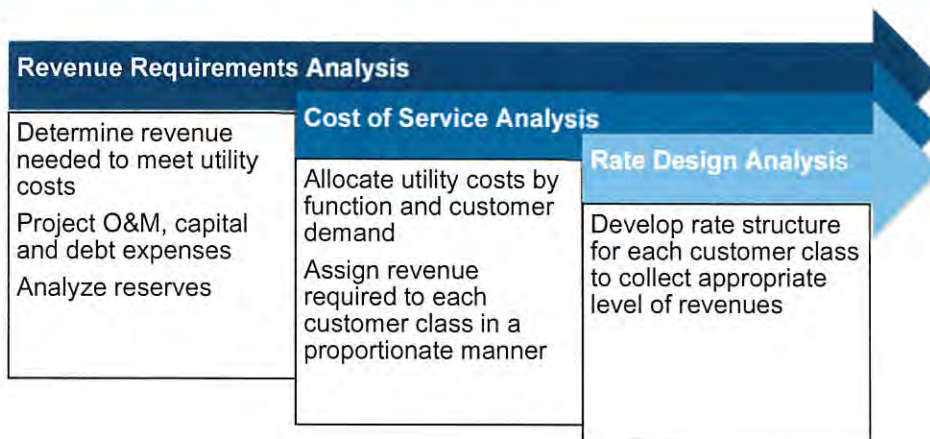 Revenue Requirements Analysis
Determine revenue
needed to meet utility
costs
Project O&M, capital
and debt expenses
Analyze reserves
Cost of Service Analysis
Allocate utility costs by
function and customer
demand
Assign revenue
required to each
customer class in a
proportionate manner
Rate Design Analysis
Develop rate structure
for each customer class
to collect appropriate
level of revenues